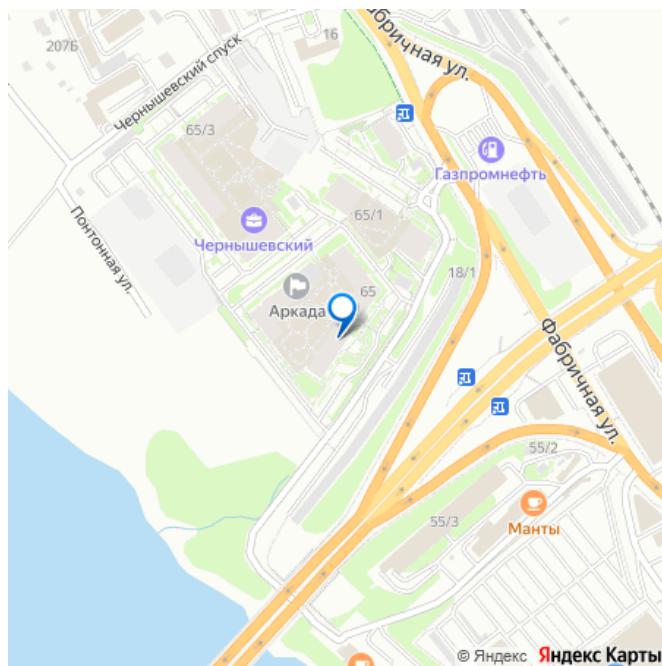 207Б
16
Чернышевский спуск
Фабричная ул.
65/3
Газпромнефть
Понтонная ул.
65/1
Чернышевский
18/1
65
Аркада
Фабричная ул.
55/2
55/3
Манты
© Яндекс Яндекс Карты